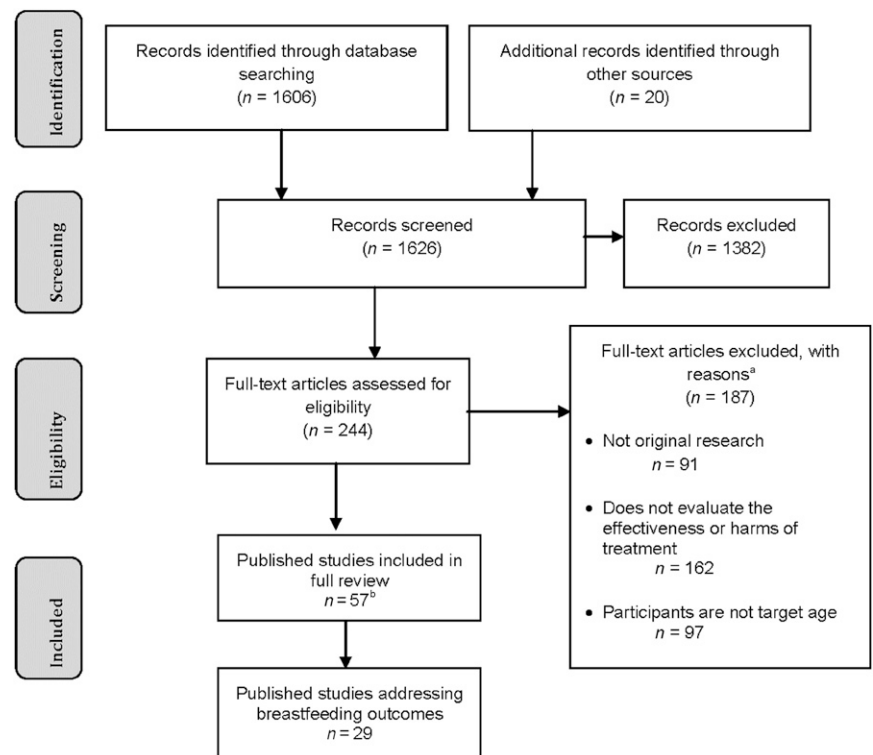 Identification
Records identified through database
searching
(n = 1606)
Additional records identified through
other sources
(n = 20)
Screening
Records screened
(n = 1626)
Records excluded
(n = 1382)
Eligibility
Full-text articles assessed for
eligibility
(n = 244)
Full-text articles excluded, with
reasonsᵃ
(n = 187)
• Not original research
n = 91
• Does not evaluate the
effectiveness or harms of
treatment
n = 162
• Participants are not target age
n = 97
Included
Published studies included in
full review
n = 57ᵇ
Published studies addressing
breastfeeding outcomes
n = 29